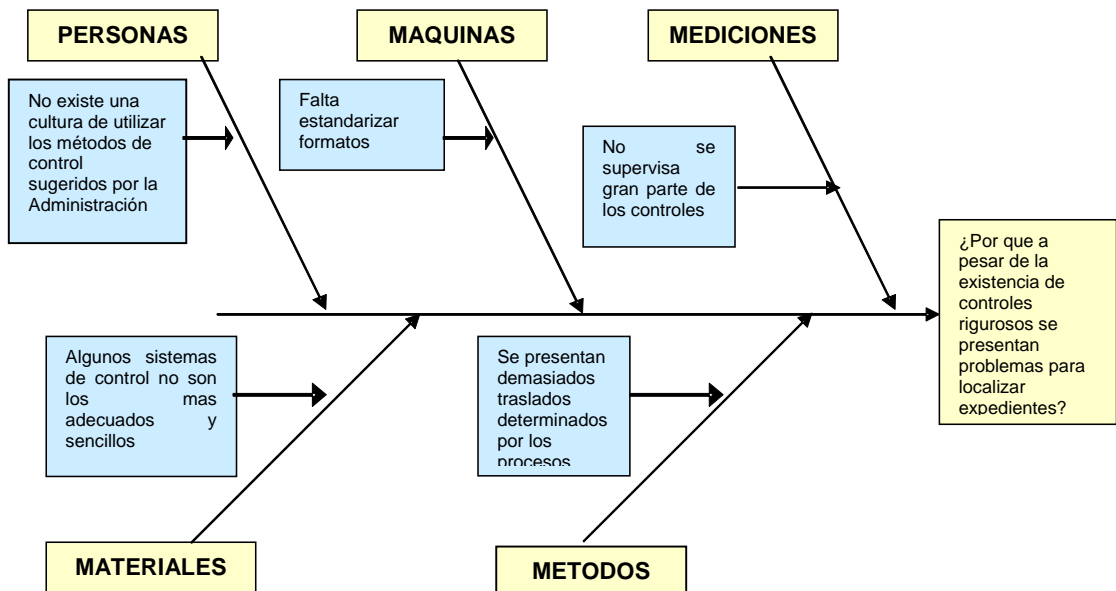 PERSONAS
MAQUINAS
MEDICIONES
No existe una
cultura de utilizar
los métodos de
control
sugeridos por la
Administración
Falta
estandarizar
formatos
No se
supervisa
gran parte de
los controles
¿Por que a
pesar de la
existencia de
controles
rigurosos se
presentan
problemas para
localizar
expedientes?
Algunos sistemas
de control no son
los mas
adecuados y
sencillos
Se presentan
demasiados
traslados
determinados
por los
procesos
MATERIALES
METODOS